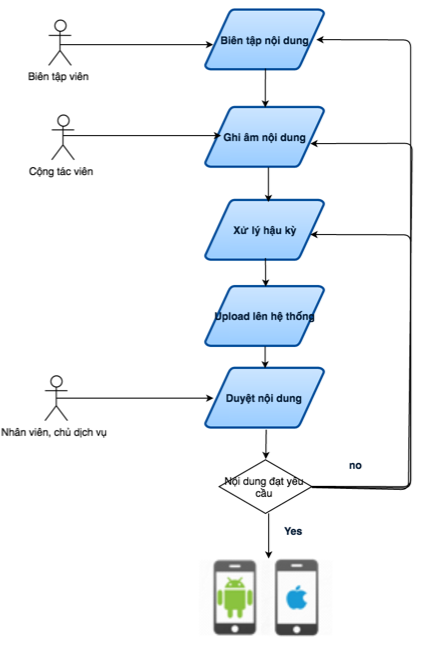 Biên tập nội dung
Biên tập viên
Ghi âm nội dung
Cộng tác viên
Xử lý hậu kỳ
Upload lên hệ thống
Duyệt nội dung
Nhân viên, chủ dịch vụ
no
Nội dung đạt yêu
cầu
Yes